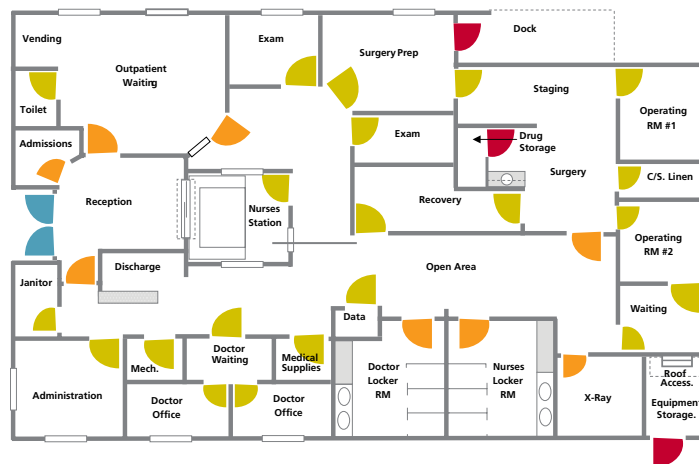 Vending
Exam
Surgery Prep
Dock
Outpatient
Waiting
Staging
Toilet
Operating
RM #1
Admissions
Exam
Drug
Storage
Surgery
C/S. Linen
Reception
Recovery
Nurses
Station
Operating
RM #2
Discharge
Open Area
Janitor
Data
Waiting
Mech.
Doctor
Waiting
Medical
Supplies
Roof
Access.
Administration
Doctor
Office
Doctor
Office
Doctor
Locker
RM
Nurses
Locker
RM
X-Ray
Equipment
Storage.